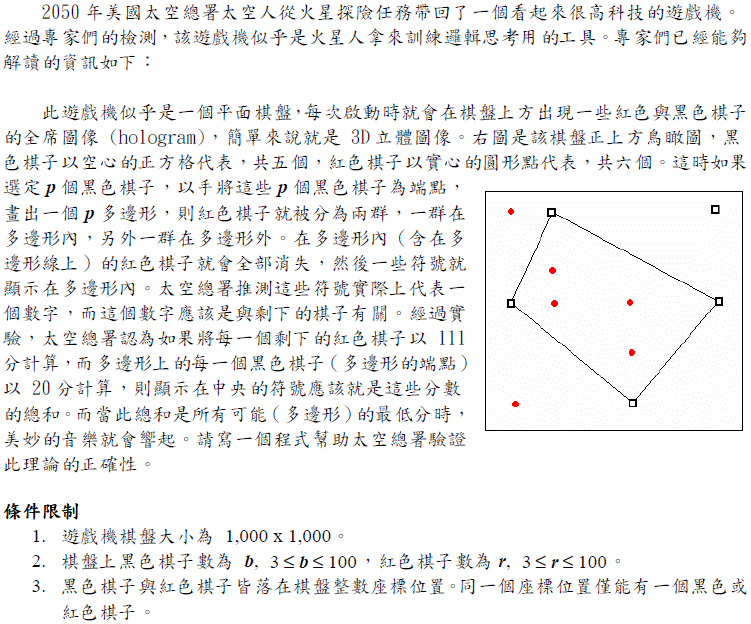 2050 年美國太空總署太空人從火星探險任務帶回了一個看起來很高科技的遊戲機。
經過專家們的檢測，該遊戲機似乎是火星人拿來訓練邏輯思考用的工具。專家們已經能夠
解讀的資訊如下：
此遊戲機似乎是一個平面棋盤，每次啟動時就會在棋盤上方出現一些紅色與黑色棋子
的全席圖像 (hologram)，簡單來說就是 3D 立體圖像。右圖是該棋盤正上方鳥瞰圖，黑
色棋子以空心的正方格代表，共五個，紅色棋子以實心的圓形點代表，共六個。這時如果
選定 p 個黑色棋子，以手將這些 p 個黑色棋子為端點，
畫出一個 p 多邊形，則紅色棋子就被分為兩群，一群在
多邊形內，另外一群在多邊形外。在多邊形內（含在多
邊形線上）的紅色棋子就會全部消失，然後一些符號就
顯示在多邊形內。太空總署推測這些符號實際上代表一
個數字，而這個數字應該是與剩下的棋子有關。經過實
驗，太空總署認為如果將每一個剩下的紅色棋子以 111
分計算，而多邊形上的每一個黑色棋子（多邊形的端點）
以 20 分計算，則顯示在中央的符號應該就是這些分數
的總和。而當此總和是所有可能（多邊形）的最低分時，
美妙的音樂就會響起。請寫一個程式幫助太空總署驗證
此理論的正確性。
條件限制
1. 遊戲機棋盤大小為 1,000 x 1,000。
2. 棋盤上黑色棋子數為 b, 3 ≤ b ≤ 100，紅色棋子數為 r, 3 ≤ r ≤ 100。
3. 黑色棋子與紅色棋子皆落在棋盤整數座標位置。同一個座標位置僅能有一個黑色或
紅色棋子。